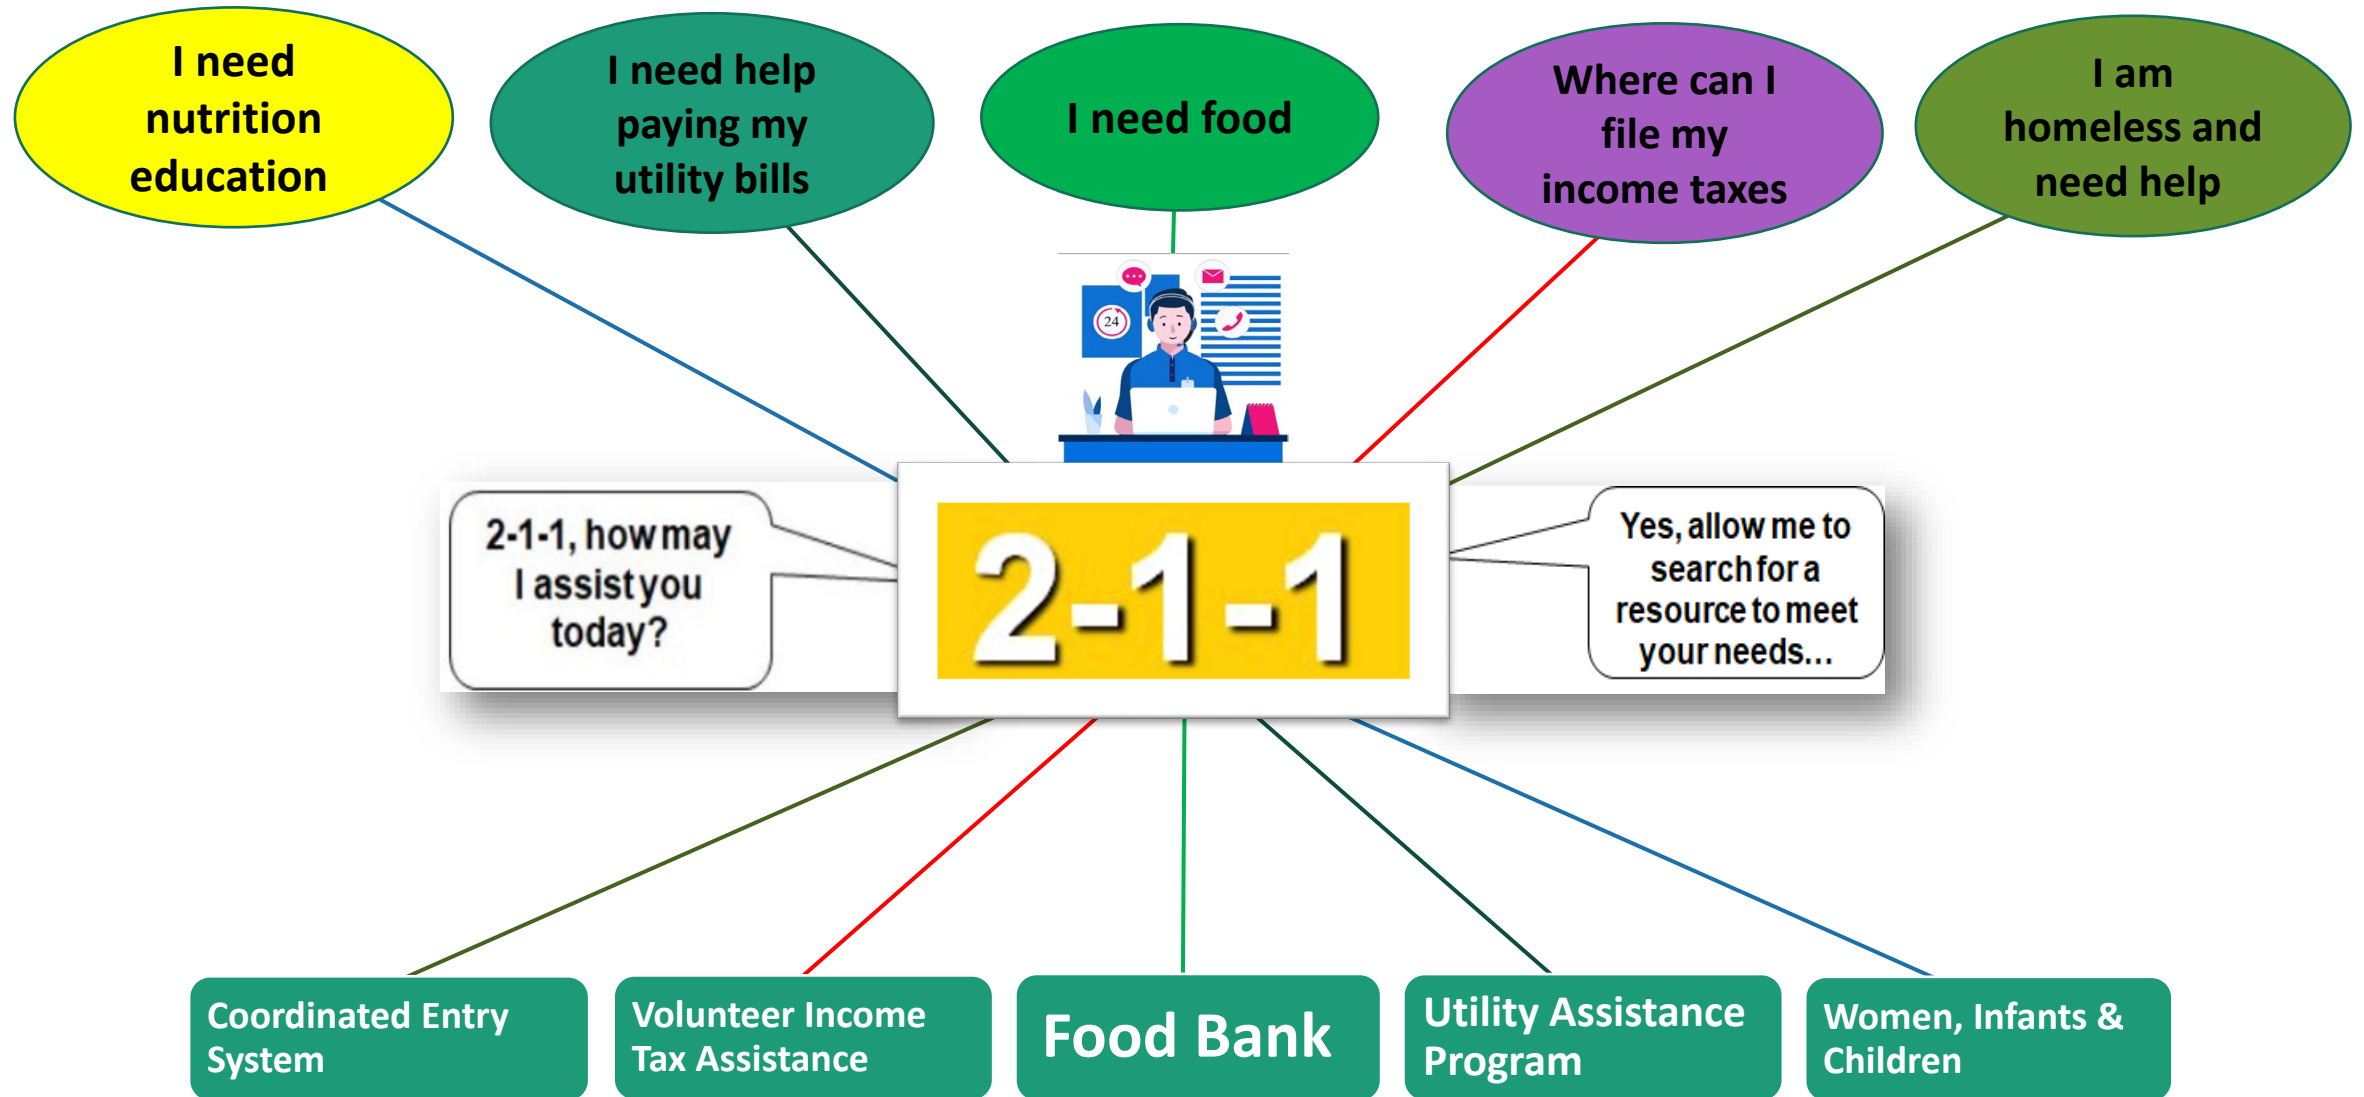 I need
nutrition
education
I need help
paying my
utility bills
I need food
Where can I
file my
income taxes
I am
homeless and
need help
24
2-1-1, how may
I assist you
today?
2-1-1
Yes, allow me to
search for a
resource to meet
your needs...
Coordinated Entry
System
Volunteer Income
Tax Assistance
Food Bank
Utility Assistance
Program
Women, Infants &
Children